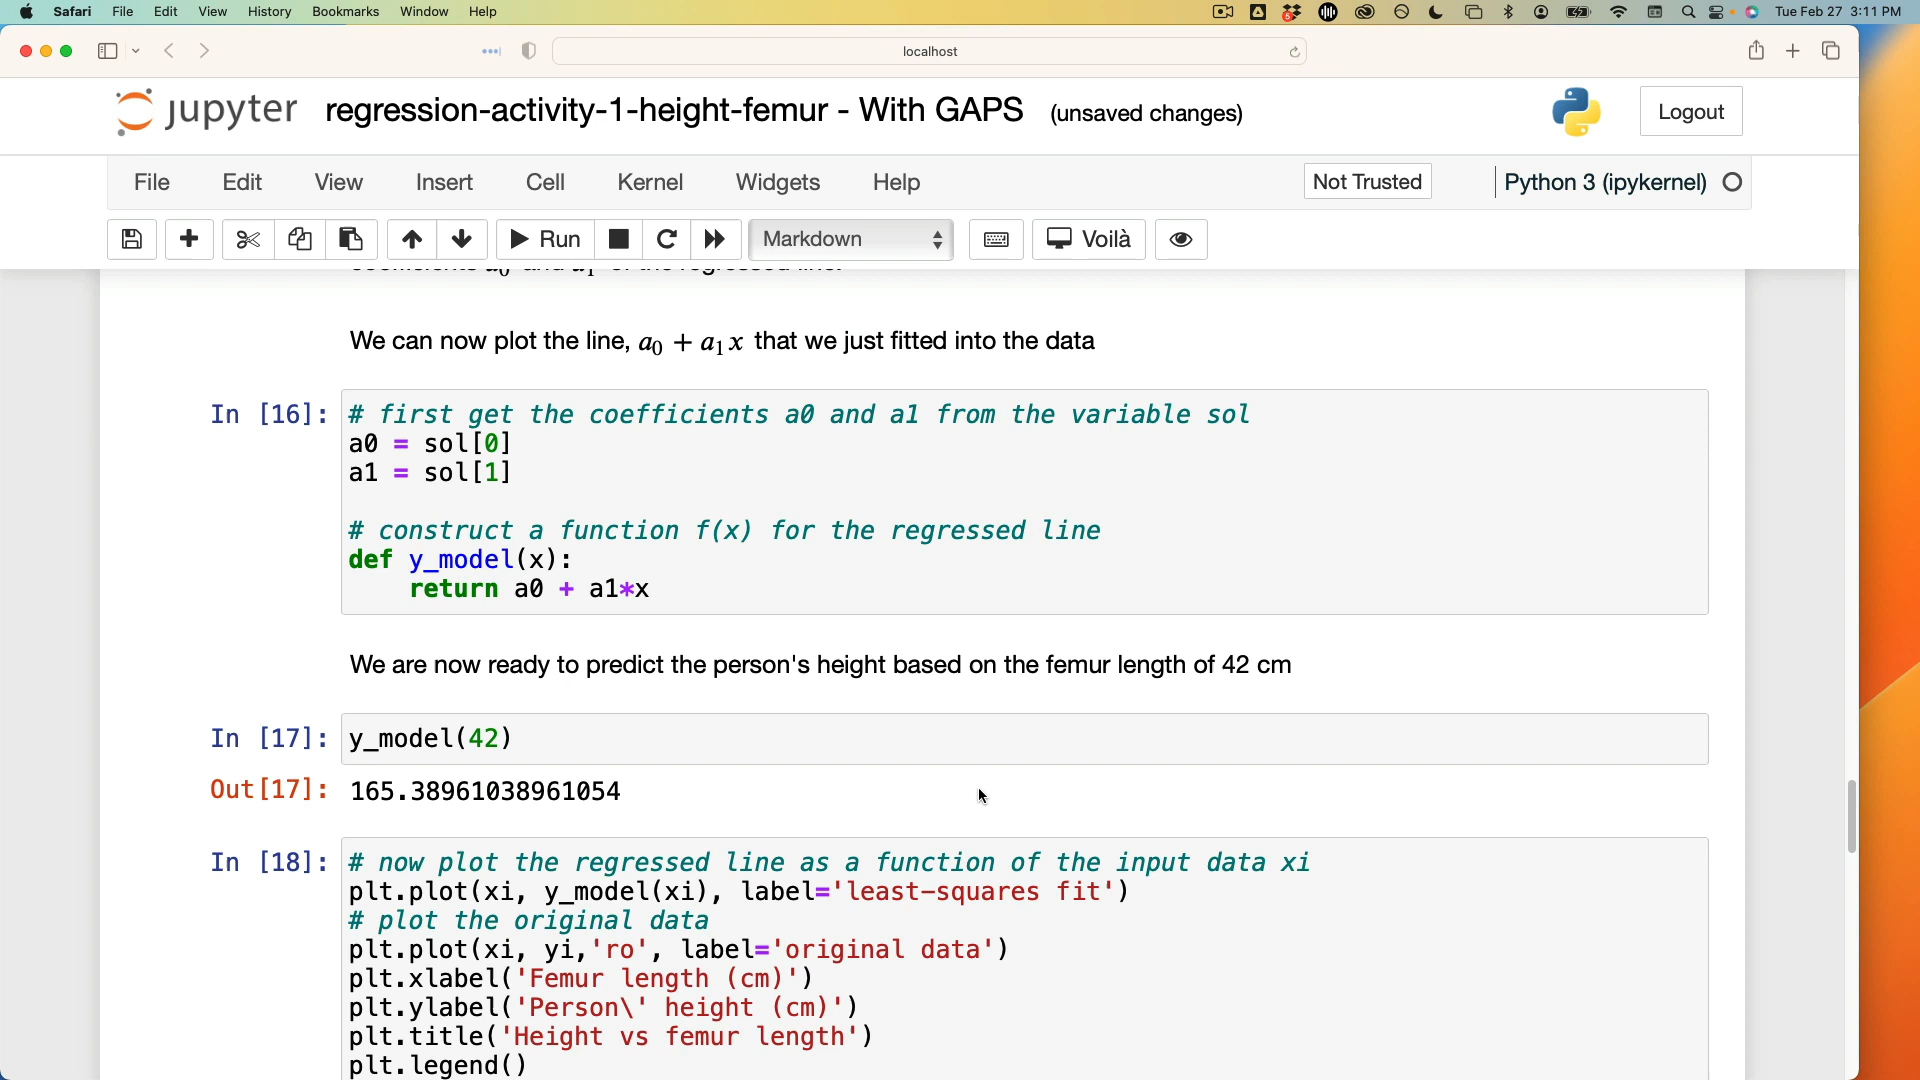 Safari File Edit View History Bookmarks Window Help
Tue Feb 27 3:11 PM
localhost
jupyter regression-activity-1-height-femur - With GAPS (unsaved changes)
Logout
File Edit View Insert Cell Kernel Widgets Help
Not Trusted
Python 3 (ipykernel)
Run Markdown Voilà
We can now plot the line, a₀ + a₁x that we just fitted into the data
In [16]: # first get the coefficients a0 and a1 from the variable sol
a0 = sol[0]
a1 = sol[1]
# construct a function f(x) for the regressed line
def y_model(x):
return a0 + a1*x
We are now ready to predict the person's height based on the femur length of 42 cm
In [17]: y_model(42)
Out[17]: 165.38961038961054
In [18]: # now plot the regressed line as a function of the input data xi
plt.plot(xi, y_model(xi), label='least-squares fit')
# plot the original data
plt.plot(xi, yi,'ro', label='original data')
plt.xlabel('Femur length (cm)')
plt.ylabel('Person\' height (cm)')
plt.title('Height vs femur length')
plt.legend()